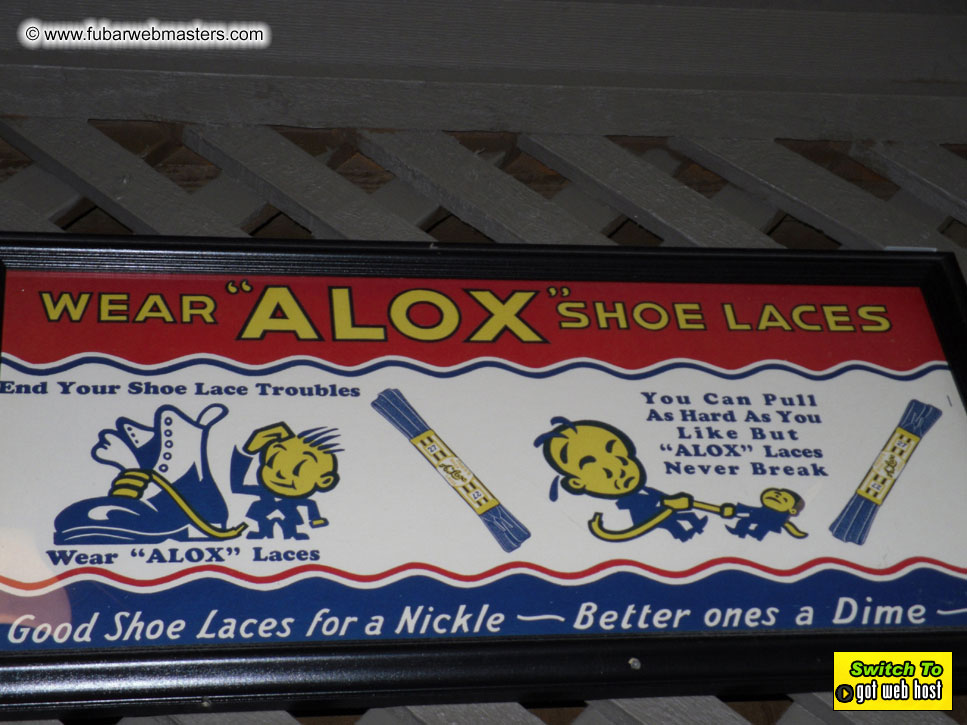 © www.fubarwebmasters.com
WEAR "ALOX" SHOE LACES
End Your Shoe Lace Troubles
Wear "ALOX" Laces
You Can Pull
As Hard As You
Like But
"ALOX" Laces
Never Break
Good Shoe Laces for a Nickle — Better ones a Dime —
Switch To
got web host